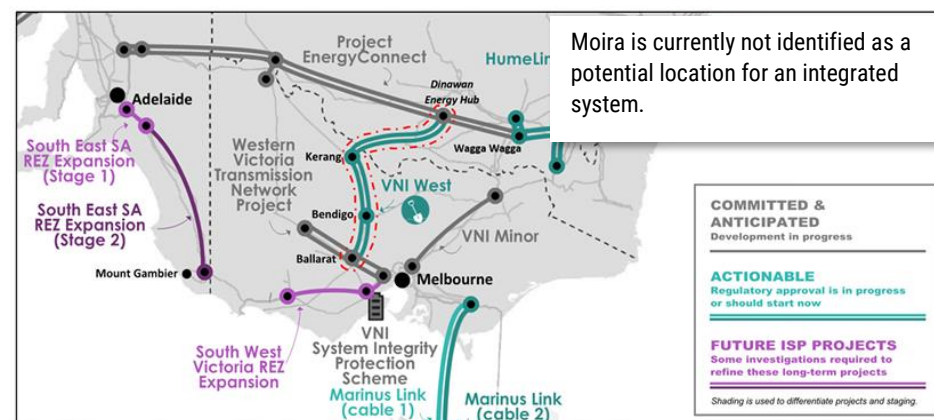 Moira is currently not identified as a
potential location for an integrated
system.
Project
EnergyConnect
Dinawan
Energy Hub
Adelaide
Wagga Wagga
South East SA
REZ Expansion
(Stage 1)
Western
Victoria
Transmission
Network
Project
Kerang
VNI West
South East SA
REZ Expansion
(Stage 2)
Bendigo
VNI Minor
Ballarat
Mount Gambier
Melbourne
VNI
System Integrity
Protection
Scheme
South West
Victoria REZ
Expansion
Marinus Link
(cable 1)
Marinus Link
(cable 2)
COMMITTED &
ANTICIPATED
Development in progress
ACTIONABLE
Regulatory approval is in progress
or should start now
FUTURE ISP PROJECTS
Some investigations required to
refine these long-term projects
Shading is used to differentiate projects and staging.